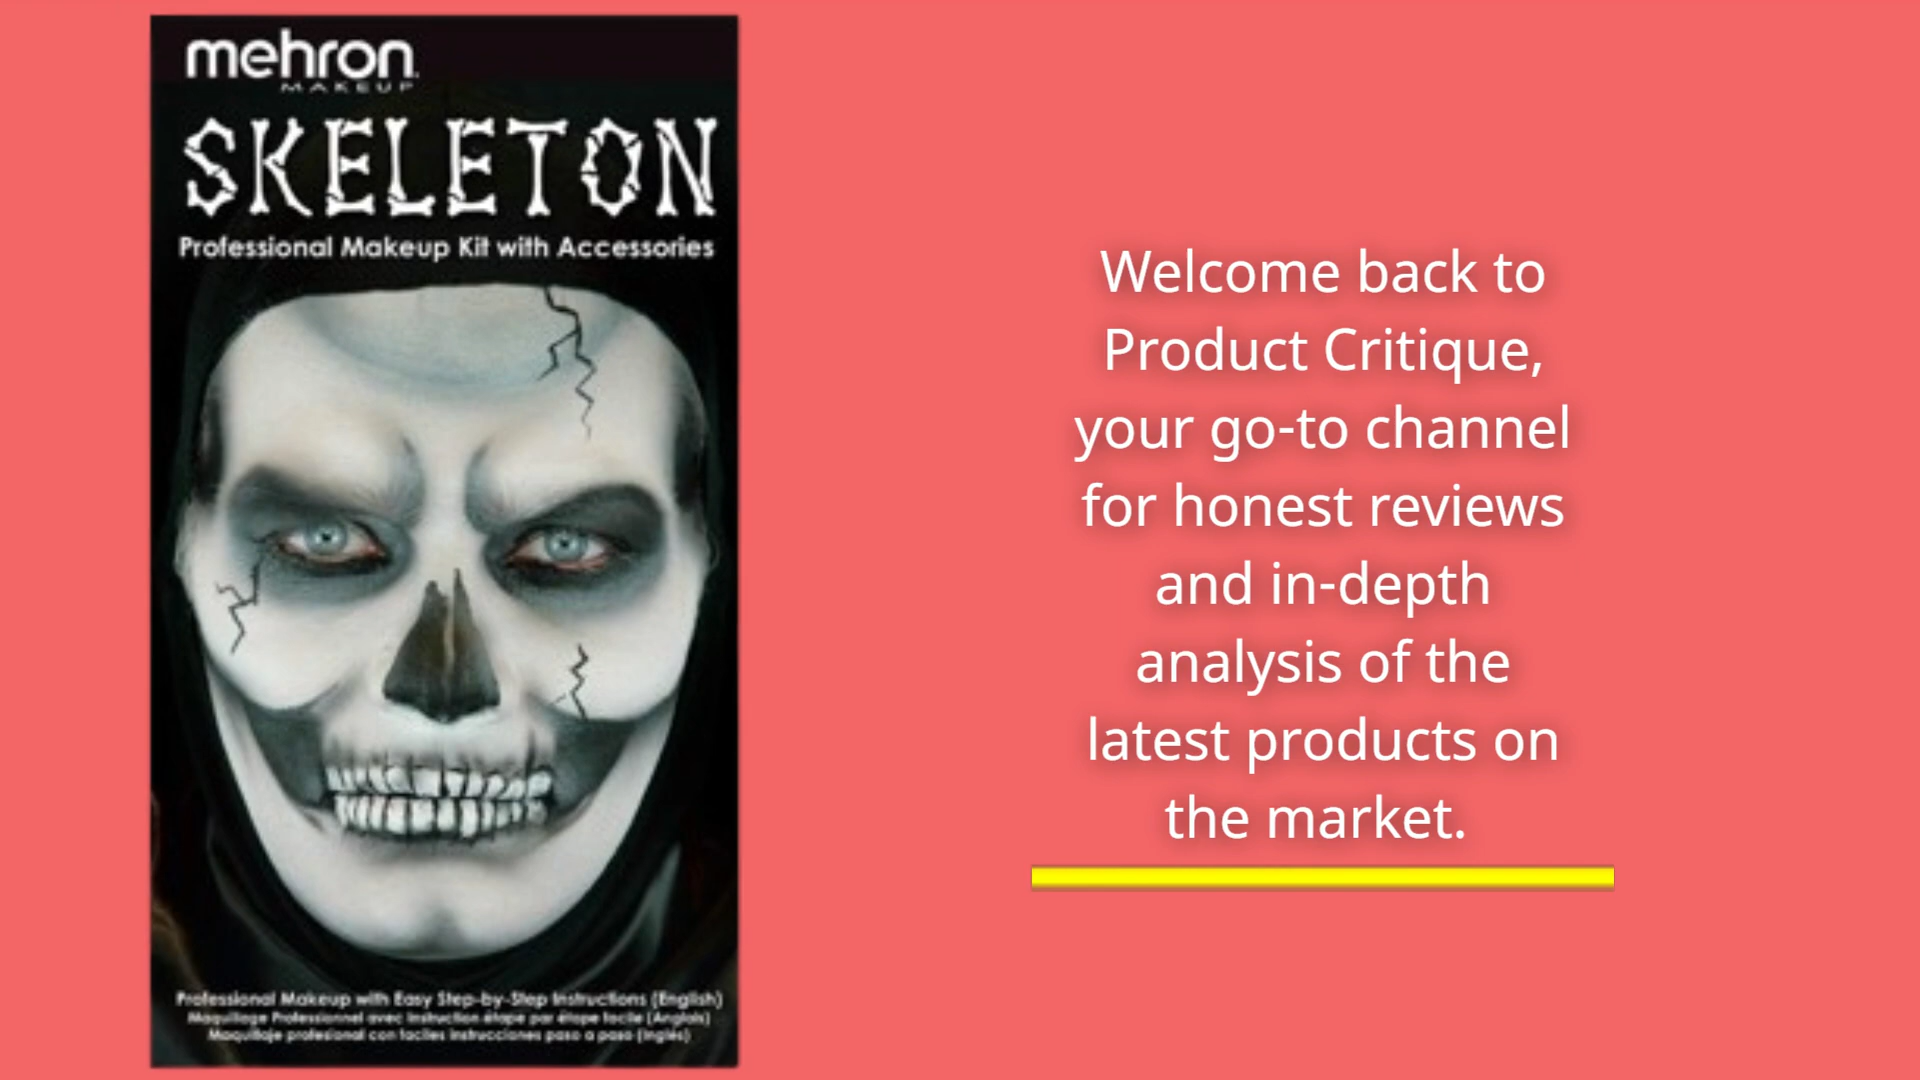 mehron
MAKEUP
SKELETON
Professional Makeup Kit with Accessories
Professional Makeup with Easy Step-by-Step Instructions (English)
Maquillage Professionnel avec Instruction étape par étape facile (Anglais)
Maquillaje profesional con faciles instrucciones paso a paso (Inglés)
Welcome back to
Product Critique,
your go-to channel
for honest reviews
and in-depth
analysis of the
latest products on
the market.